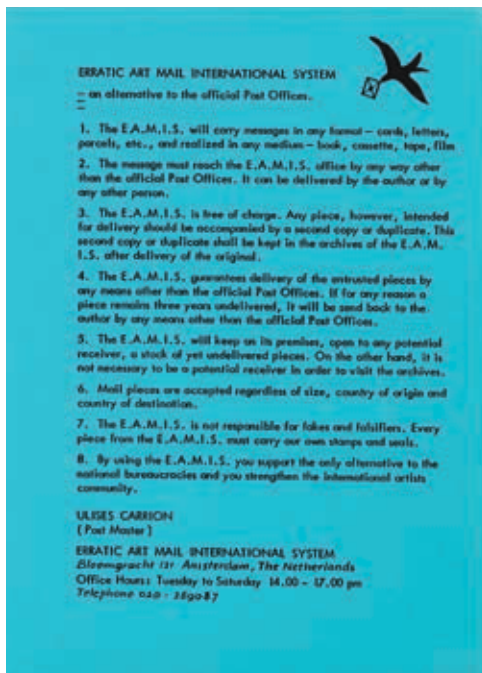 ERRATIC ART MAIL INTERNATIONAL SYSTEM
– an alternative to the official Post Offices.
1. The E.A.M.I.S. will carry messages in any format – cards, letters,
parcels, etc., and realized in any medium – book, cassette, tape, film
2. The message must reach the E.A.M.I.S. office by any way other
than the official Post Offices. It can be delivered by the author or by
any other person.
3. The E.A.M.I.S. is free of charge. Any piece, however, intended
for delivery should be accompanied by a second copy or duplicate. This
second copy or duplicate shall be kept in the archives of the E.A.M.
I.S. after delivery of the original.
4. The E.A.M.I.S. guarantees delivery of the entrusted pieces by
any means other than the official Post Offices. If for any reason a
piece remains three years undelivered, it will be send back to the
author by any means other than the official Post Offices.
5. The E.A.M.I.S. will keep on its premises, open to any potential
receiver, a stock of yet undelivered pieces. On the other hand, it is
not necessary to be a potential receiver in order to visit the archives.
6. Mail pieces are accepted regardless of size, country of origin and
country of destination.
7. The E.A.M.I.S. is not responsible for fakes and falsifiers. Every
piece from the E.A.M.I.S. must carry our own stamps and seals.
8. By using the E.A.M.I.S. you support the only alternative to the
national bureaucracies and you strengthen the international artists
community.
ULISES CARRION
(Post Master)
ERRATIC ART MAIL INTERNATIONAL SYSTEM
Bloemgracht 121 Amsterdam, The Netherlands
Office Hours: Tuesday to Saturday 14.00 – 17.00 pm
Telephone 020 -